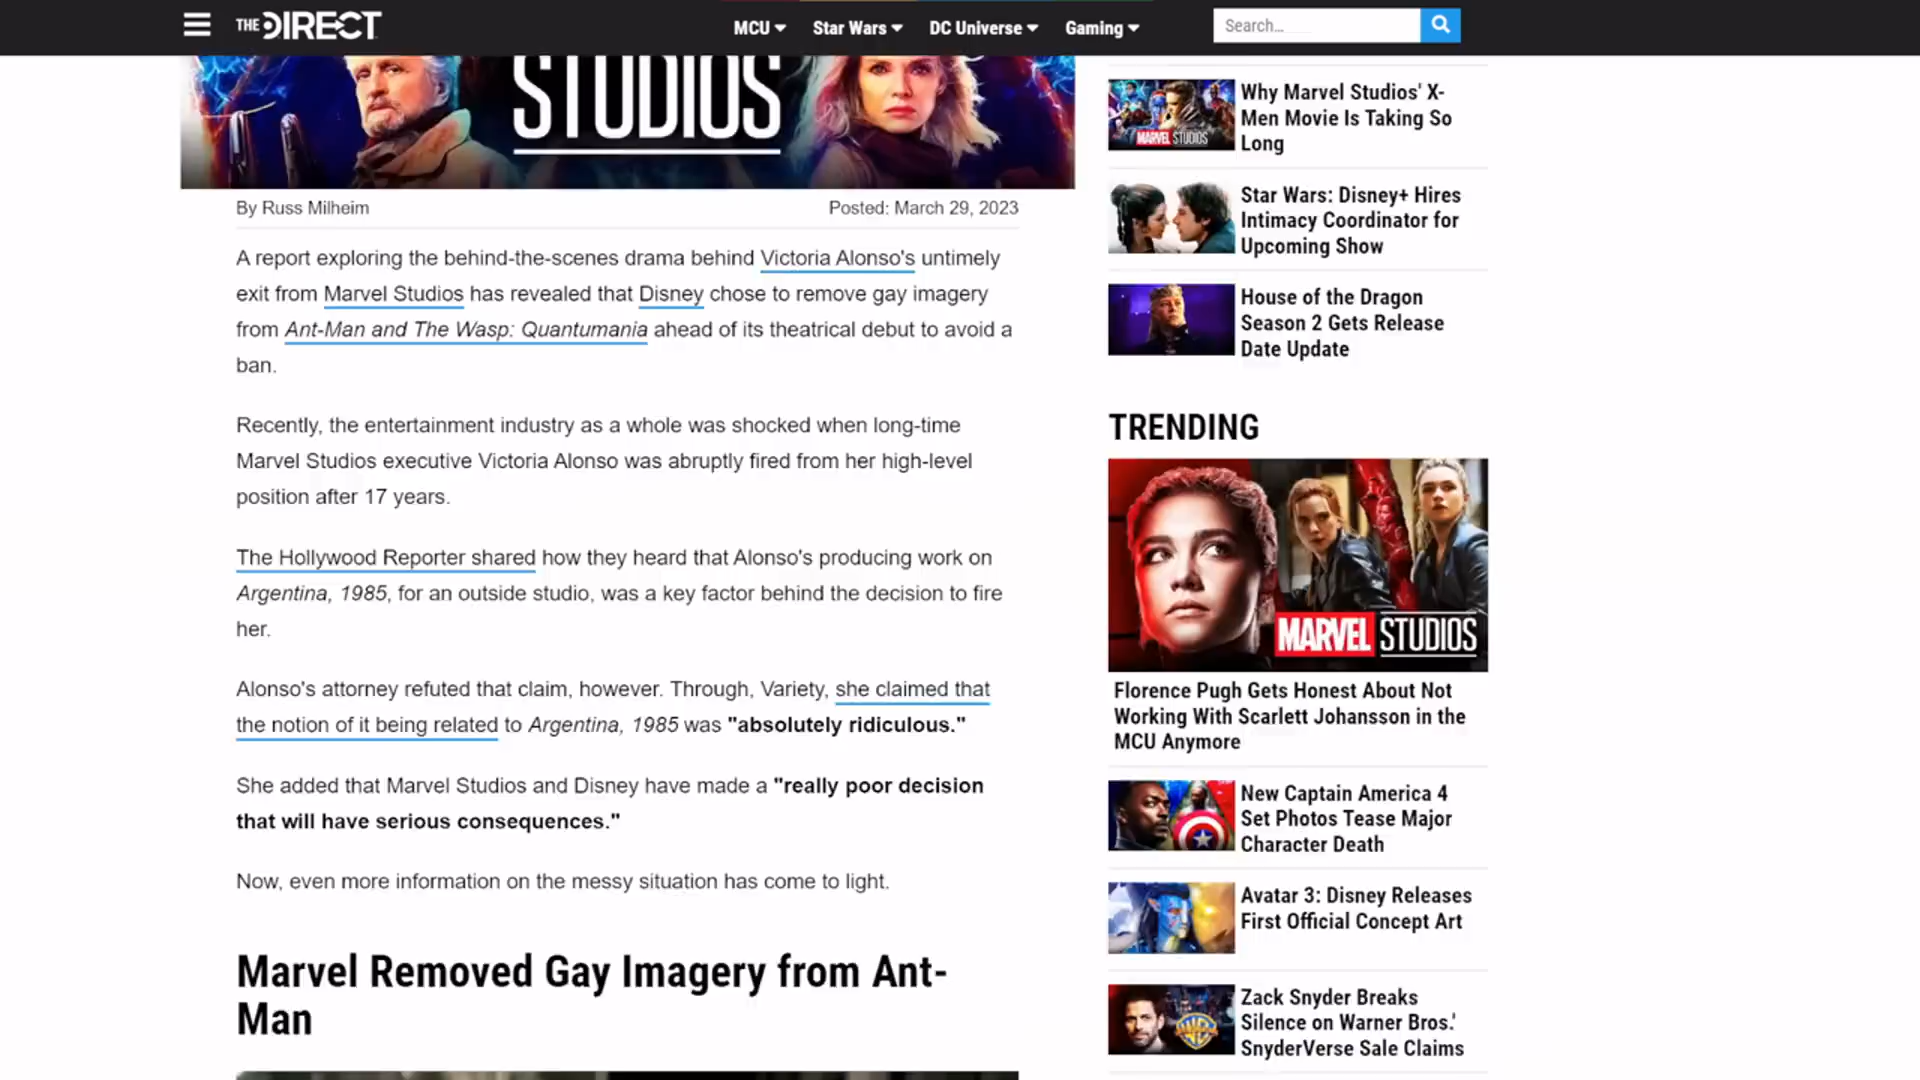 THE DIRECT
MCU
Star Wars
DC Universe
Gaming
Search...
STUDIOS
By Russ Milheim
Posted: March 29, 2023
A report exploring the behind-the-scenes drama behind Victoria Alonso's untimely
exit from Marvel Studios has revealed that Disney chose to remove gay imagery
from Ant-Man and The Wasp: Quantumania ahead of its theatrical debut to avoid a
ban.
Recently, the entertainment industry as a whole was shocked when long-time
Marvel Studios executive Victoria Alonso was abruptly fired from her high-level
position after 17 years.
The Hollywood Reporter shared how they heard that Alonso's producing work on
Argentina, 1985, for an outside studio, was a key factor behind the decision to fire
her.
Alonso's attorney refuted that claim, however. Through, Variety, she claimed that
the notion of it being related to Argentina, 1985 was "absolutely ridiculous."
She added that Marvel Studios and Disney have made a "really poor decision
that will have serious consequences."
Now, even more information on the messy situation has come to light.
Marvel Removed Gay Imagery from Ant-
Man
MARVEL STUDIOS
Why Marvel Studios' X-
Men Movie Is Taking So
Long
Star Wars: Disney+ Hires
Intimacy Coordinator for
Upcoming Show
House of the Dragon
Season 2 Gets Release
Date Update
TRENDING
MARVEL STUDIOS
Florence Pugh Gets Honest About Not
Working With Scarlett Johansson in the
MCU Anymore
New Captain America 4
Set Photos Tease Major
Character Death
Avatar 3: Disney Releases
First Official Concept Art
WB
Zack Snyder Breaks
Silence on Warner Bros.'
SnyderVerse Sale Claims